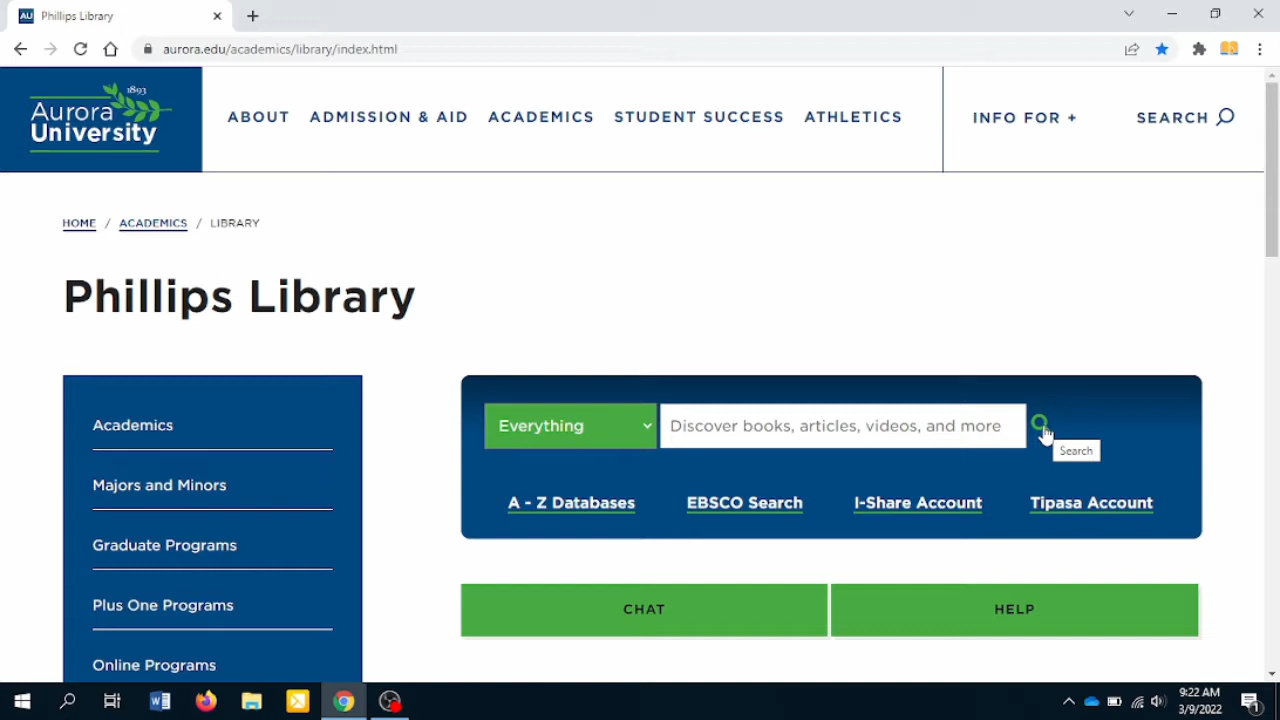 Phillips Library
aurora.edu/academics/library/index.html
1893
Aurora
University
ABOUT
ADMISSION & AID
ACADEMICS
STUDENT SUCCESS
ATHLETICS
INFO FOR +
SEARCH
HOME / ACADEMICS / LIBRARY
Phillips Library
Academics
Majors and Minors
Graduate Programs
Plus One Programs
Online Programs
Everything
Discover books, articles, videos, and more
Search
A - Z Databases
EBSCO Search
I-Share Account
Tipasa Account
CHAT
HELP
9:22 AM
3/9/2022